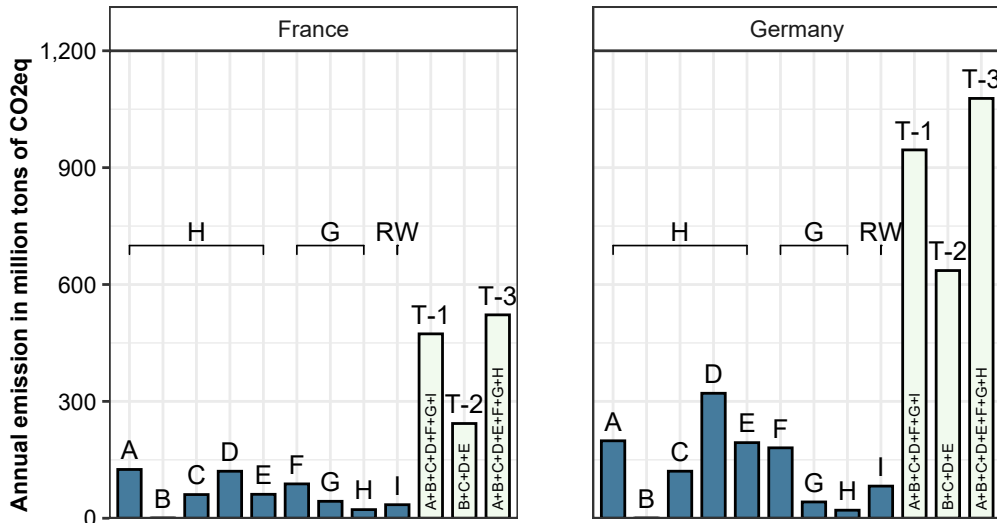 France
Germany
Annual emission in million tons of CO2eq
1,200
900
600
300
0
H
G
RW
A
B
C
D
E
F
G
H
I
T-1
T-2
T-3
A+B+C+D+F+G+I
B+C+D+E
A+B+C+D+E+F+G+H
H
G
RW
A
B
C
D
E
F
G
H
I
T-1
T-2
T-3
A+B+C+D+F+G+I
B+C+D+E
A+B+C+D+E+F+G+H